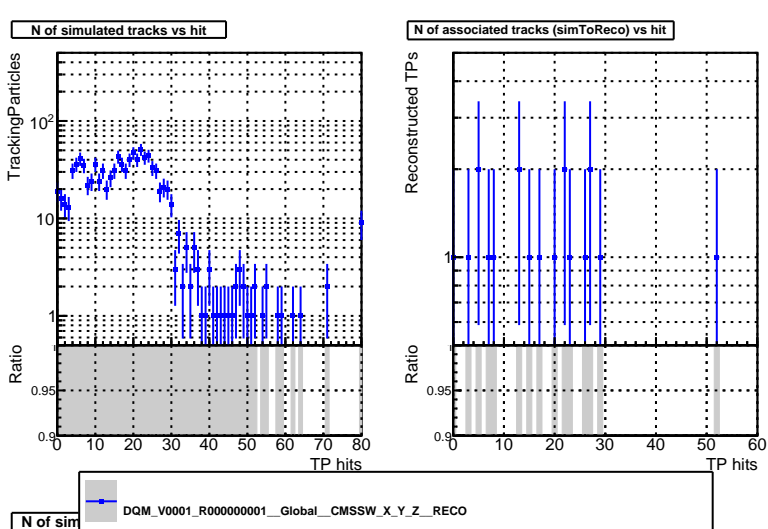 N of simulated tracks vs hit
N of associated tracks (simToReco) vs hit
TrackingParticles
10²
10
1
Ratio
0.95
0.9
0 10 20 30 40 50 60 70 80
TP hits
Reconstructed TPs
1
Ratio
0.95
0.9
0 10 20 30 40 50 60
TP hits
DQM_V0001_R000000001__Global__CMSSW_X_Y_Z__RECO
N of sim